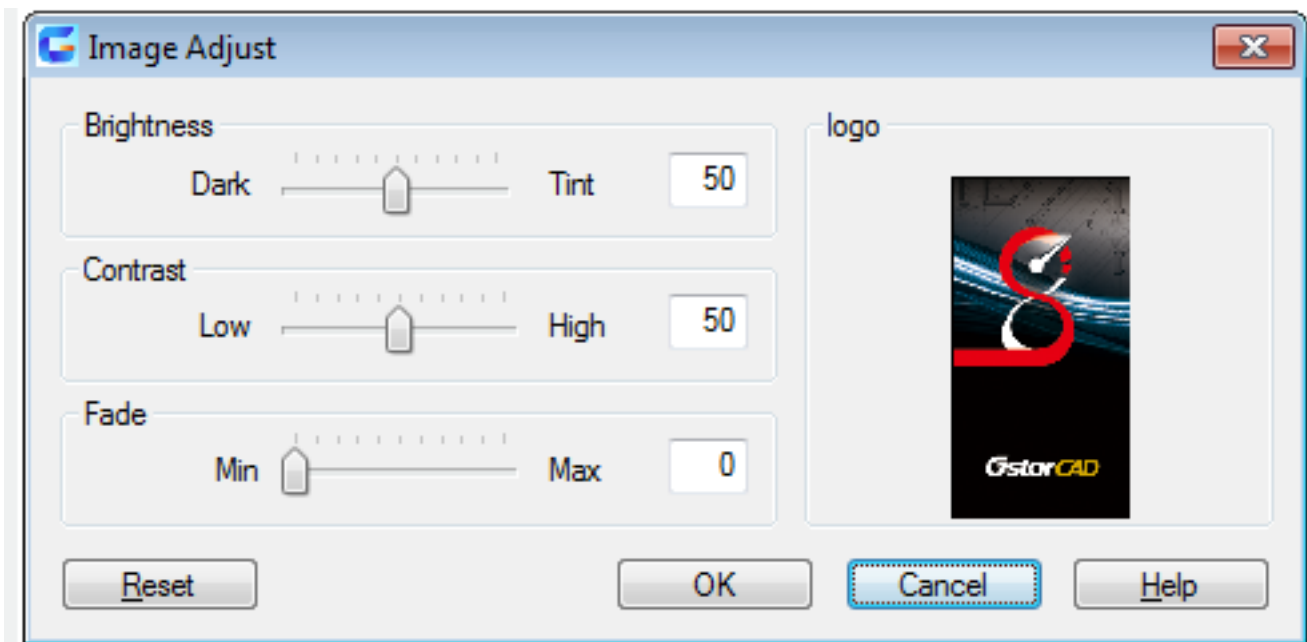 Image Adjust
Brightness
Dark Tint 50
Contrast
Low High 50
Fade
Min Max 0
logo
GstarCAD
Reset OK Cancel Help